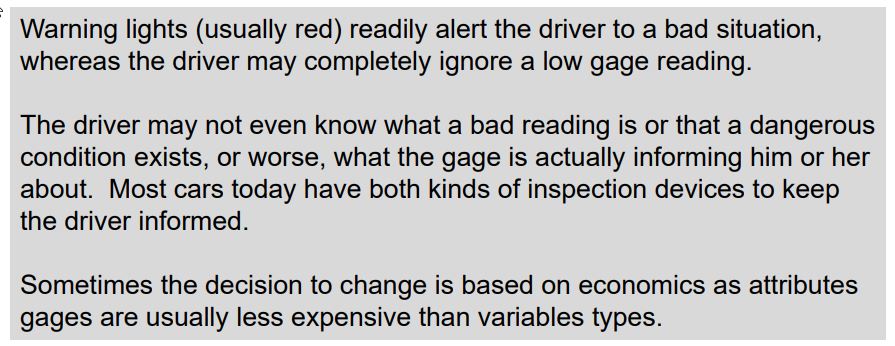 Warning lights (usually red) readily alert the driver to a bad situation,
whereas the driver may completely ignore a low gage reading.
The driver may not even know what a bad reading is or that a dangerous
condition exists, or worse, what the gage is actually informing him or her
about.  Most cars today have both kinds of inspection devices to keep
the driver informed.
Sometimes the decision to change is based on economics as attributes
gages are usually less expensive than variables types.